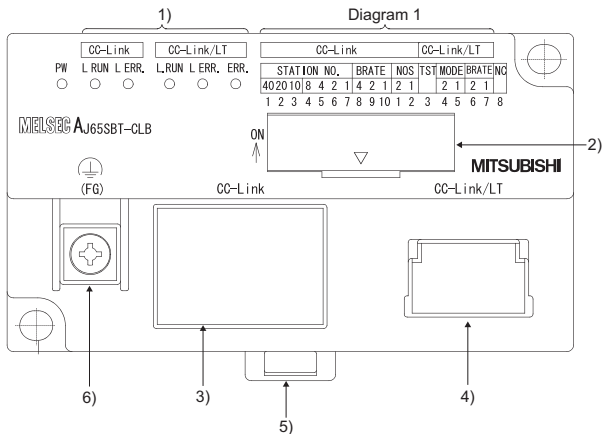 1)
Diagram 1
CC-Link CC-Link/LT CC-Link CC-Link/LT
PW L RUN L ERR. L.RUN L ERR. ERR. STATION NO. BRATE NOS TST MODE BRATE NC
40 20 10 8 4 2 1 4 2 1 2 1 2 1 2 1
1 2 3 4 5 6 7 8 9 10 1 2 3 4 5 6 7 8
MELSEC AJ65SBT-CLB
ON
2)
MITSUBISHI
(FG) CC-Link CC-Link/LT
6) 3) 4)
5)